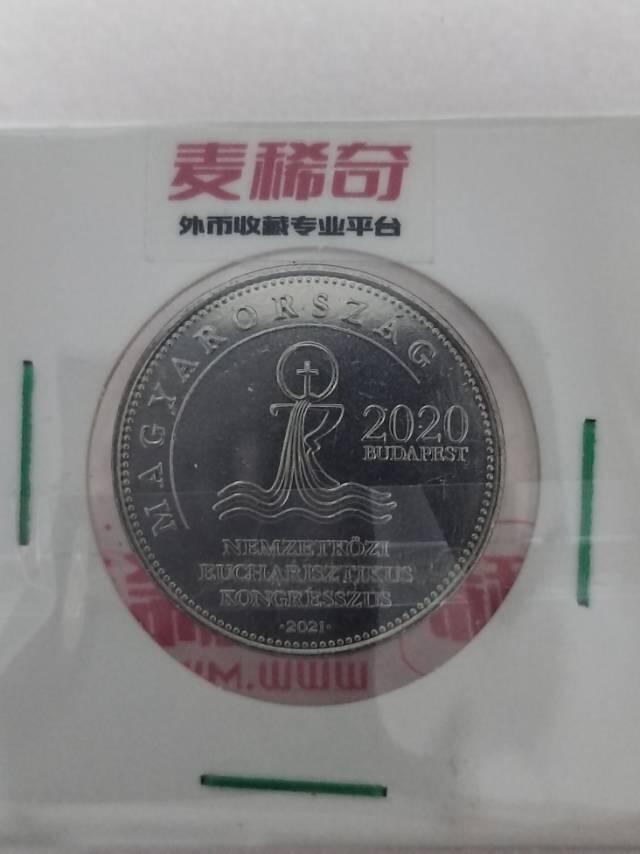 麦稀奇
外币收藏专业平台
MAGYARORSZÁG
2020
BUDAPEST
NEMZETKÖZI
EUCHARISZTIKUS
KONGRESSZUS
·2021·